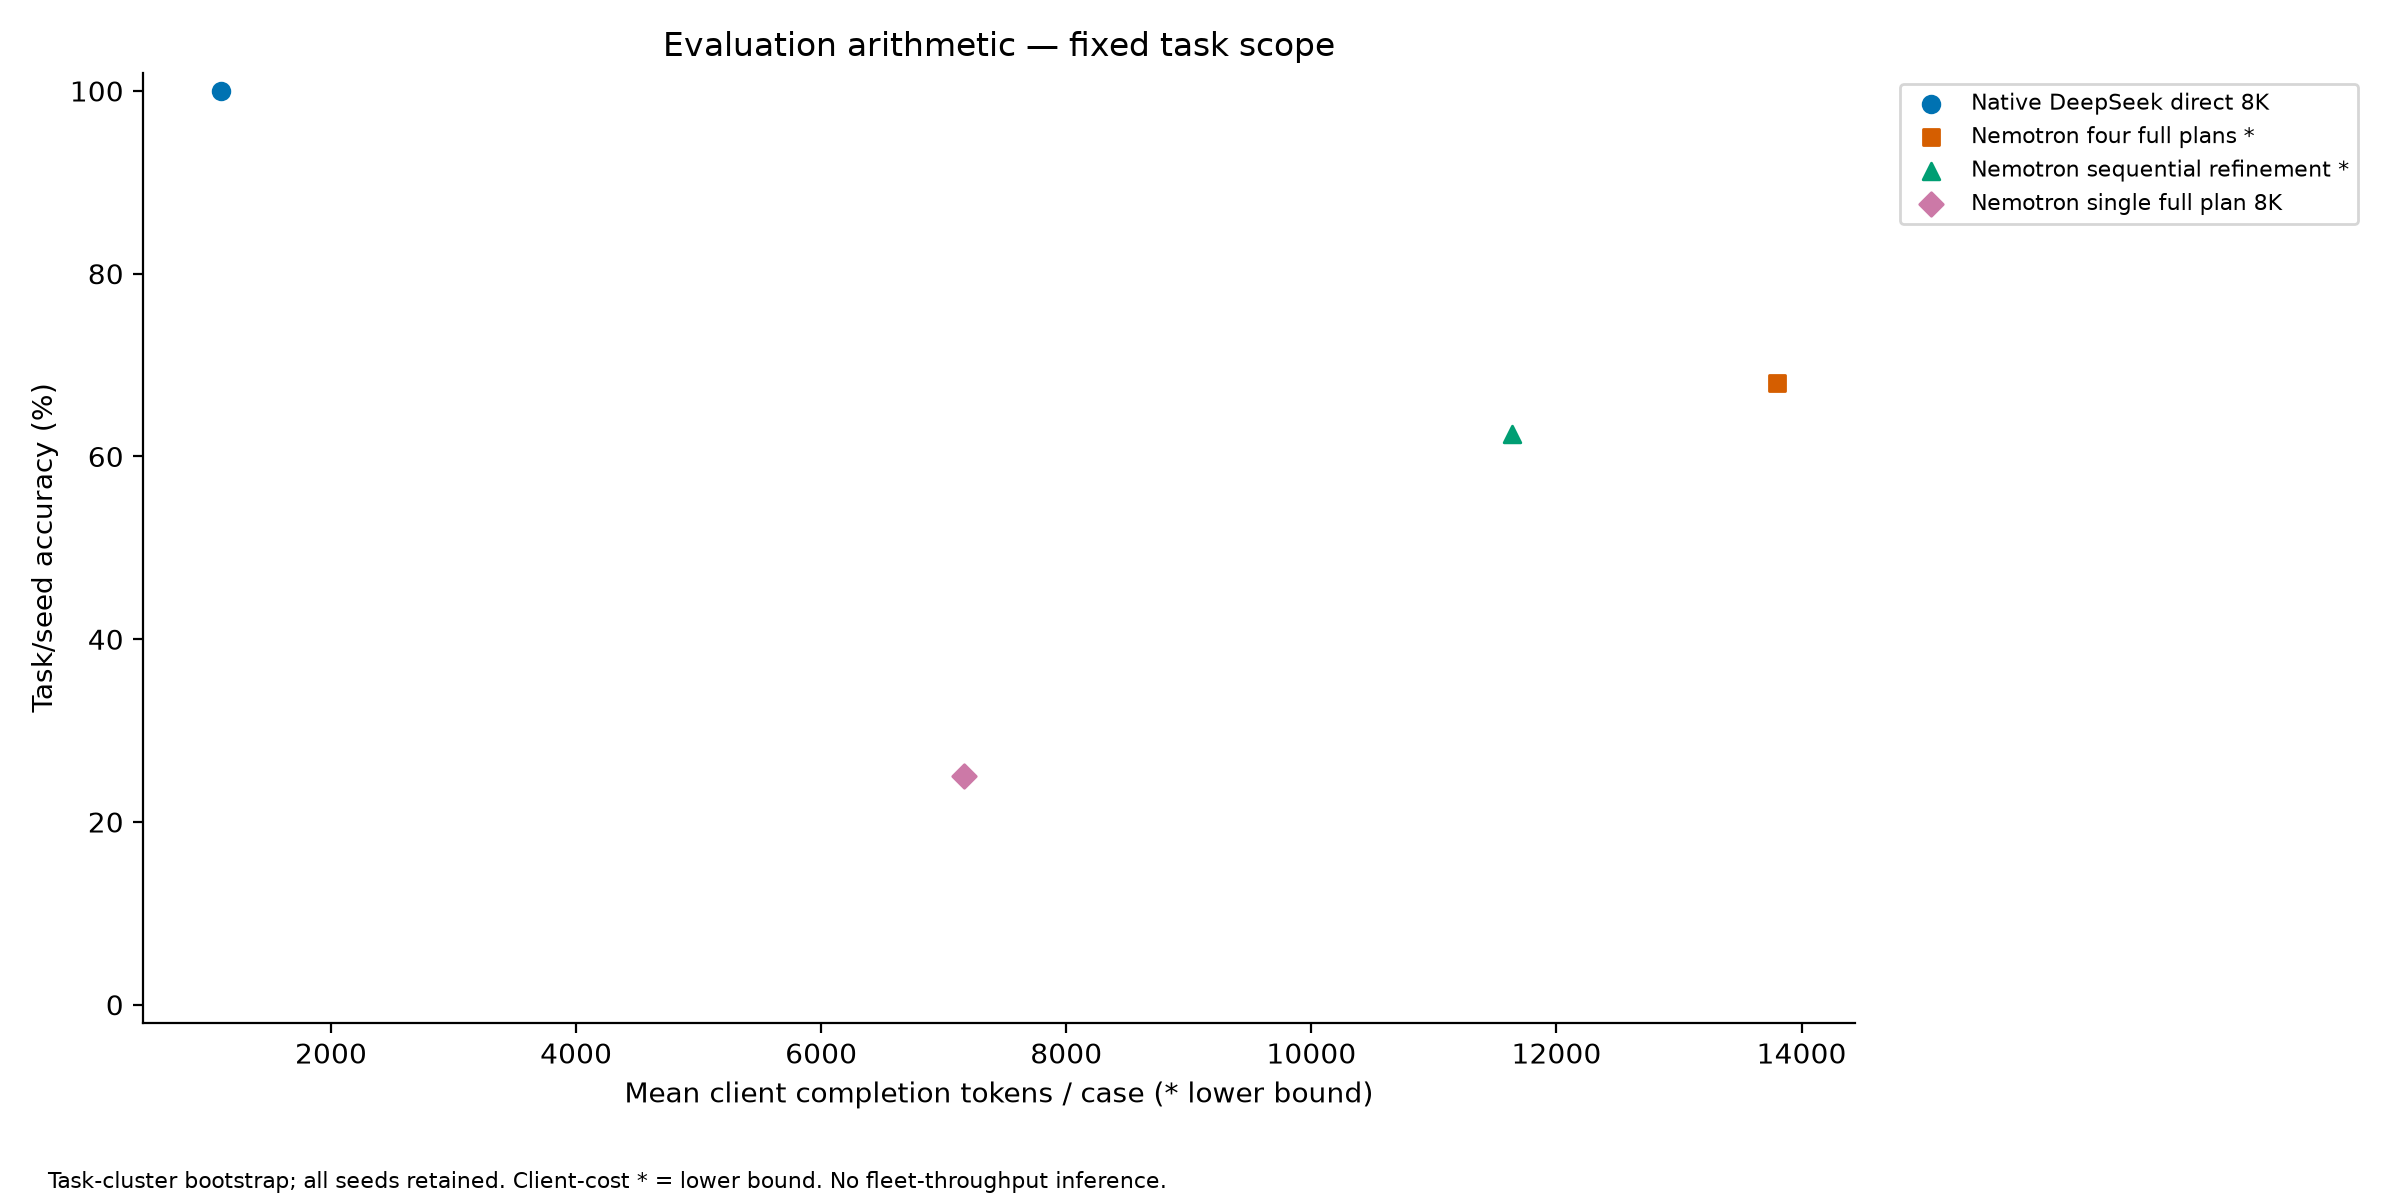 Evaluation arithmetic — fixed task scope
Native DeepSeek direct 8K
Nemotron four full plans *
Nemotron sequential refinement *
Nemotron single full plan 8K
Task/seed accuracy (%)
100
80
60
40
20
0
2000 4000 6000 8000 10000 12000 14000
Mean client completion tokens / case (* lower bound)
Task-cluster bootstrap; all seeds retained. Client-cost * = lower bound. No fleet-throughput inference.